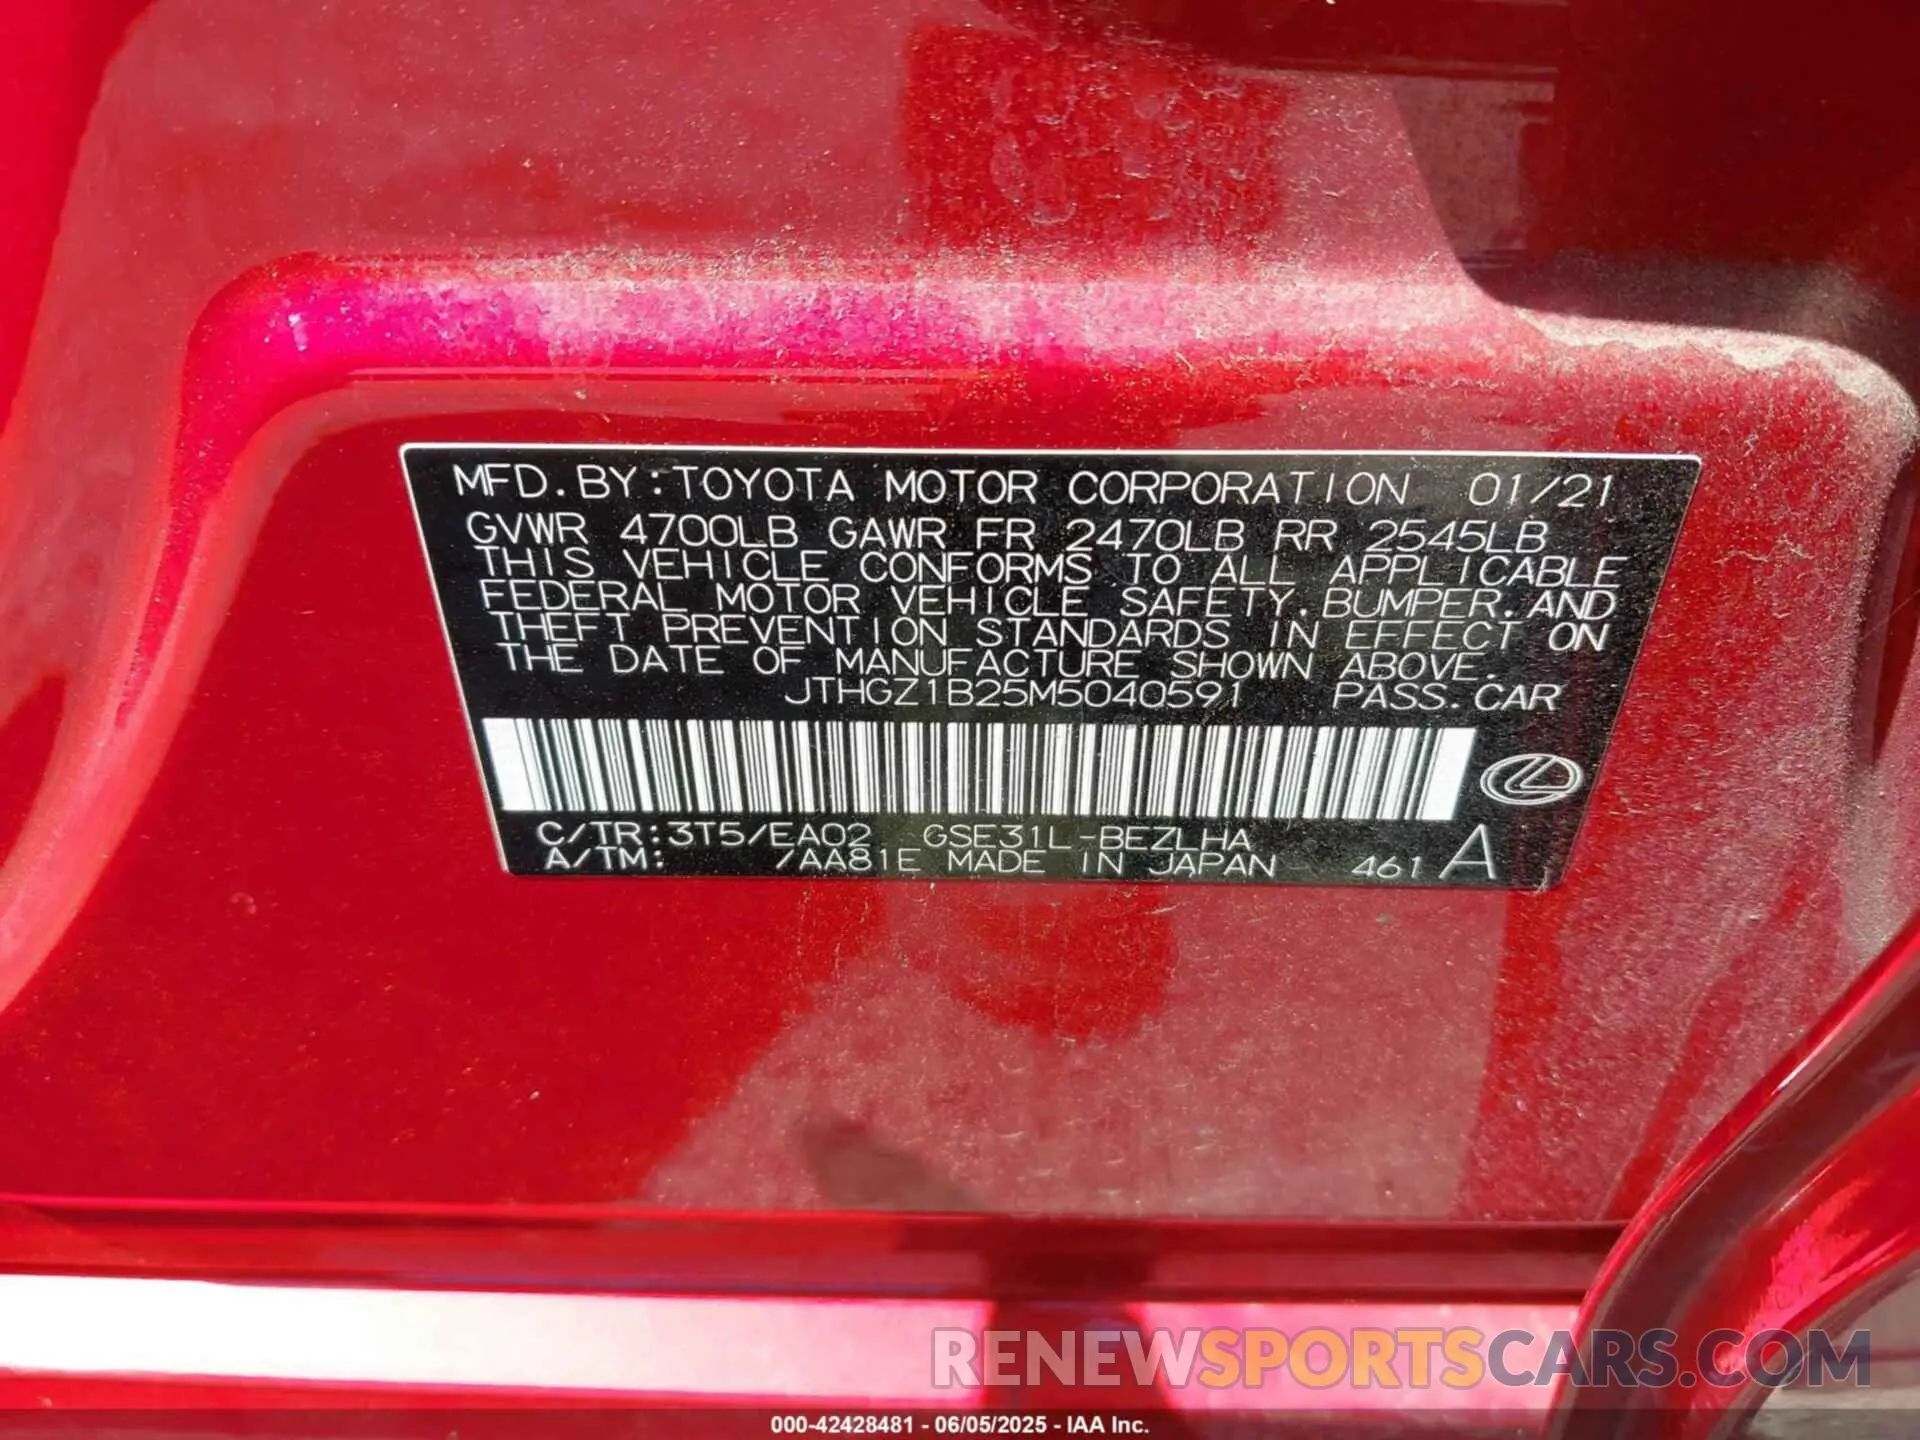 MFD. BY: TOYOTA MOTOR CORPORATION 01/21
GVWR 4700LB GAWR FR 2470LB RR 2545LB
THIS VEHICLE CONFORMS TO ALL APPLICABLE
FEDERAL MOTOR VEHICLE SAFETY. BUMPER. AND
THEFT PREVENTION STANDARDS IN EFFECT ON
THE DATE OF MANUFACTURE SHOWN ABOVE.
JTHGZ1B25M5040591 PASS. CAR
C/TR: 3T5/EA02 GSE31L-BEZLHA
A/TM: /AA81E MADE IN JAPAN 461 A
RENEWSPORTSCARS.COM
000-42428481 - 06/05/2025 - IAA Inc.